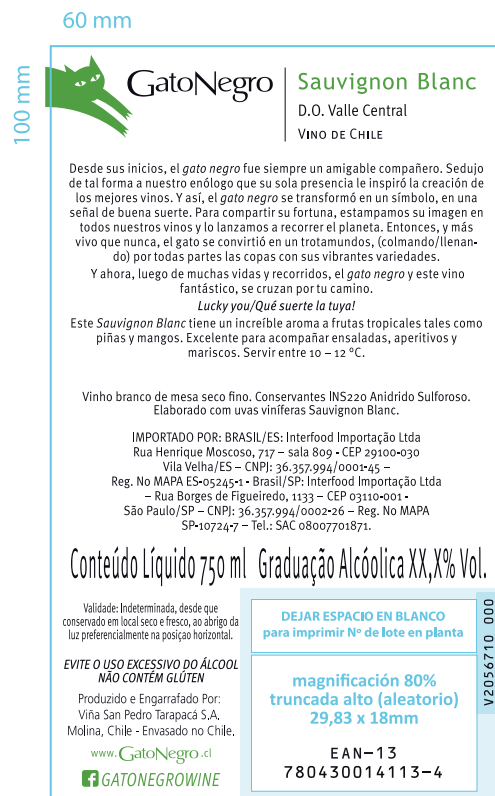 60 mm
100 mm
GatoNegro
Sauvignon Blanc
D.O. Valle Central
VINO DE CHILE
Desde sus inicios, el gato negro fue siempre un amigable compañero. Sedujo
de tal forma a nuestro enólogo que su sola presencia le inspiró la creación de
los mejores vinos. Y así, el gato negro se transformó en un símbolo, en una
señal de buena suerte. Para compartir su fortuna, estampamos su imagen en
todos nuestros vinos y lo lanzamos a recorrer el planeta. Entonces, y más
vivo que nunca, el gato se convirtió en un trotamundos, (colmando/llenan-
do) por todas partes las copas con sus vibrantes variedades.
Y ahora, luego de muchas vidas y recorridos, el gato negro y este vino
fantástico, se cruzan por tu camino.
Lucky you/Qué suerte la tuya!
Este Sauvignon Blanc tiene un increíble aroma a frutas tropicales tales como
piñas y mangos. Excelente para acompañar ensaladas, aperitivos y
mariscos. Servir entre 10 – 12 °C.
Vinho branco de mesa seco fino. Conservantes INS220 Anidrido Sulforoso.
Elaborado com uvas viníferas Sauvignon Blanc.
IMPORTADO POR: BRASIL/ES: Interfood Importação Ltda
Rua Henrique Moscoso, 717 – sala 809 - CEP 29100-030
Vila Velha/ES – CNPJ: 36.357.994/0001-45 –
Reg. No MAPA ES-05245-1 - Brasil/SP: Interfood Importação Ltda
– Rua Borges de Figueiredo, 1133 – CEP 03110-001 -
São Paulo/SP – CNPJ: 36.357.994/0002-26 – Reg. No MAPA
SP-10724-7 – Tel.: SAC 08007701871.
Conteúdo Líquido 750 ml Graduação Alcóolica XX,X% Vol.
Validade: Indeterminada, desde que
conservado em local seco e fresco, ao abrigo da
luz preferencialmente na posiçao horizontal.
EVITE O USO EXCESSIVO DO ÁLCOOL
NÃO CONTÉM GLÚTEN
Produzido e Engarrafado Por:
Viña San Pedro Tarapacá S.A.
Molina, Chile - Envasado no Chile.
www.GatoNegro.cl
f GATONEGROWINE
DEJAR ESPACIO EN BLANCO
para imprimir Nº de lote en planta
magnificación 80%
truncada alto (aleatorio)
29,83 x 18mm
EAN-13
780430014113-4
V2056710 000